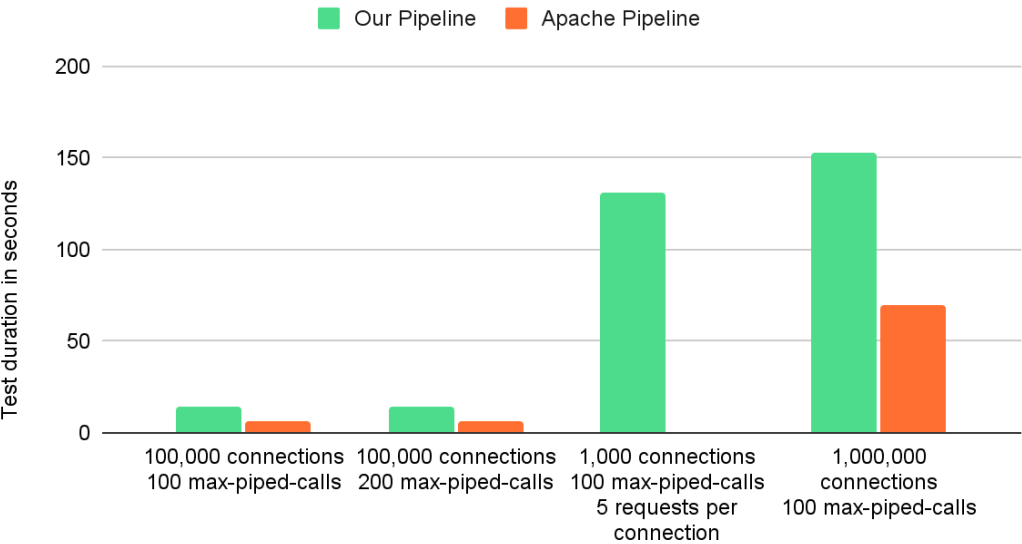 Our Pipeline
Apache Pipeline
Test duration in seconds
200
150
100
50
0
100,000 connections
100 max-piped-calls
100,000 connections
200 max-piped-calls
1,000 connections
100 max-piped-calls
5 requests per
connection
1,000,000
connections
100 max-piped-calls